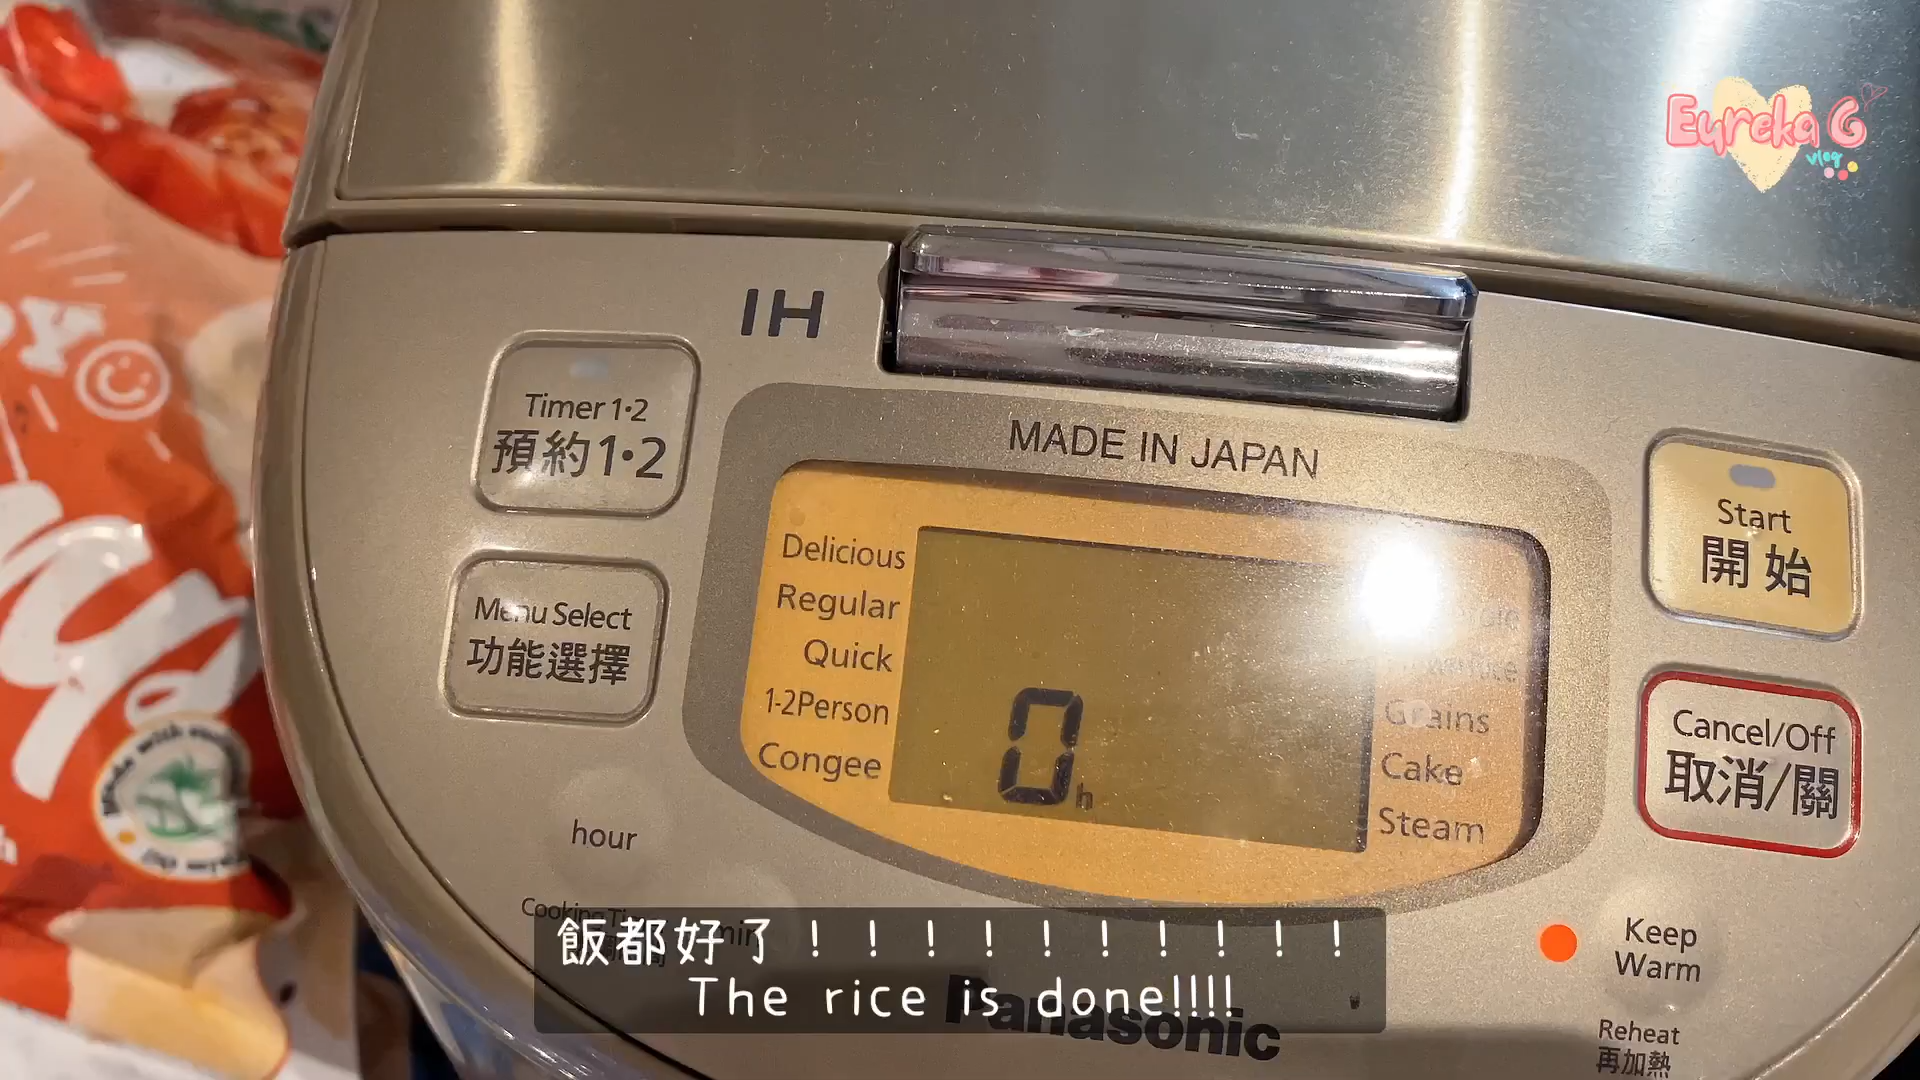 Eureka G
vlog
IH
Timer 1•2
預約1•2
MADE IN JAPAN
Start
開始
Delicious
Regular
Quick
1-2Person
Congee
Menu Select
功能選擇
0h
Grains
Cake
Steam
Cancel/Off
取消/關
hour
Cooking
min
飯都好了！！！！！！！！！！
The rice is done!!!!
Panasonic
Keep
Warm
Reheat
再加熱